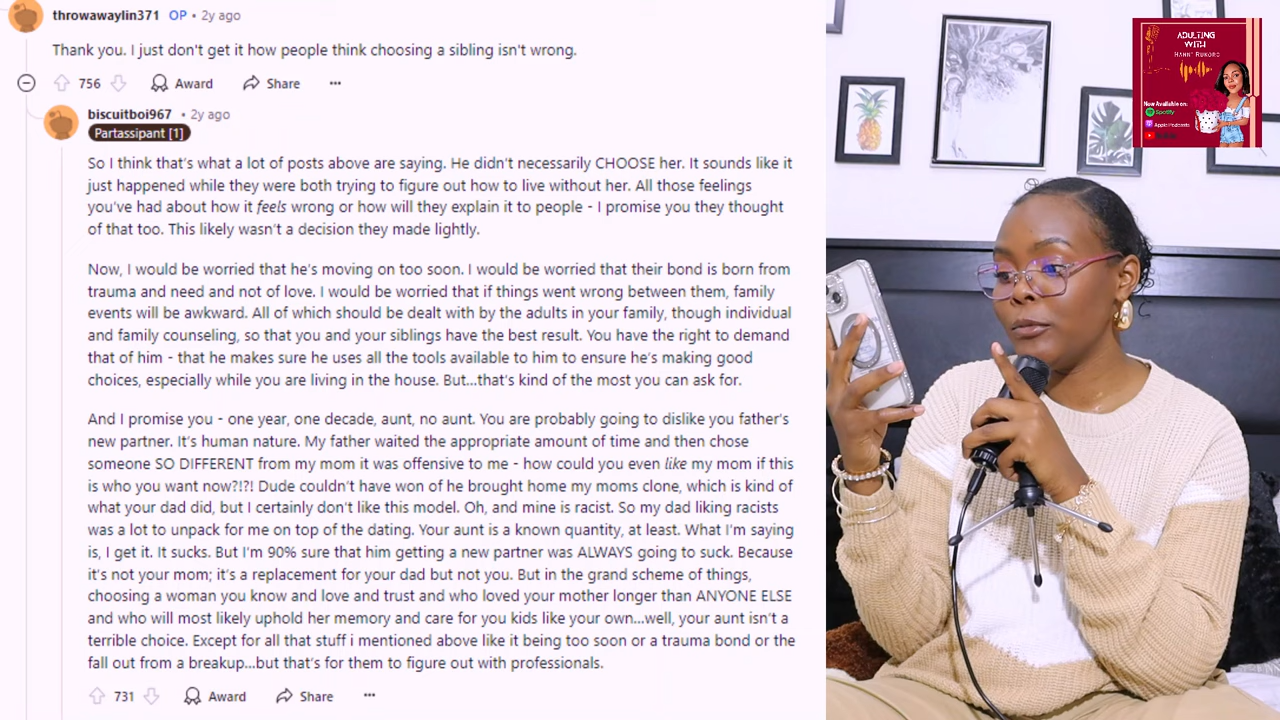 throwawaylin371 OP • 2y ago
Thank you. I just don't get it how people think choosing a sibling isn't wrong.
756 Award Share •••
biscuitboi967 • 2y ago
Partassipant [1]
So I think that's what a lot of posts above are saying. He didn't necessarily CHOOSE her. It sounds like it
just happened while they were both trying to figure out how to live without her. All those feelings
you've had about how it feels wrong or how will they explain it to people - I promise you they thought
of that too. This likely wasn't a decision they made lightly.
Now, I would be worried that he's moving on too soon. I would be worried that their bond is born from
trauma and need and not of love. I would be worried that if things went wrong between them, family
events will be awkward. All of which should be dealt with by the adults in your family, though individual
and family counseling, so that you and your siblings have the best result. You have the right to demand
that of him - that he makes sure he uses all the tools available to him to ensure he's making good
choices, especially while you are living in the house. But...that's kind of the most you can ask for.
And I promise you - one year, one decade, aunt, no aunt. You are probably going to dislike you father's
new partner. It's human nature. My father waited the appropriate amount of time and then chose
someone SO DIFFERENT from my mom it was offensive to me - how could you even like my mom if this
is who you want now?!?! Dude couldn't have won of he brought home my moms clone, which is kind of
what your dad did, but I certainly don't like this model. Oh, and mine is racist. So my dad liking racists
was a lot to unpack for me on top of the dating. Your aunt is a known quantity, at least. What I'm saying
is, I get it. It sucks. But I'm 90% sure that him getting a new partner was ALWAYS going to suck. Because
it's not your mom; it's a replacement for your dad but not you. But in the grand scheme of things,
choosing a woman you know and love and trust and who loved your mother longer than ANYONE ELSE
and who will most likely uphold her memory and care for you kids like your own...well, your aunt isn't a
terrible choice. Except for all that stuff i mentioned above like it being too soon or a trauma bond or the
fall out from a breakup...but that's for them to figure out with professionals.
731 Award Share •••
ADULTING
WITH
Now Available on:
Spotify
Apple Podcasts